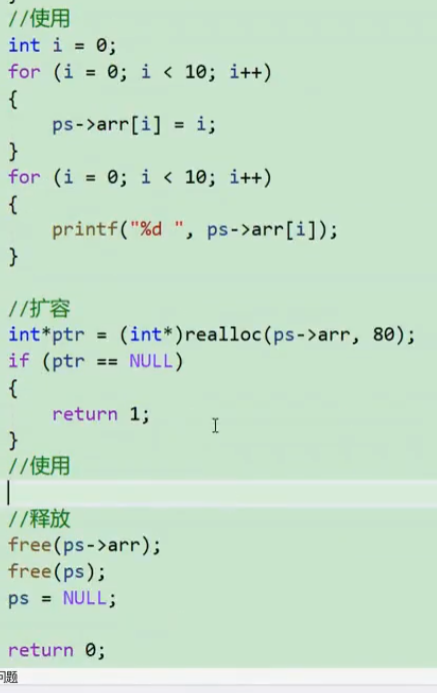 //使用
int i = 0;
for (i = 0; i < 10; i++)
{
ps->arr[i] = i;
}
for (i = 0; i < 10; i++)
{
printf("%d ", ps->arr[i]);
}
//扩容
int*ptr = (int*)realloc(ps->arr, 80);
if (ptr == NULL)
{
return 1;
}
//使用
//释放
free(ps->arr);
free(ps);
ps = NULL;
return 0;
问题